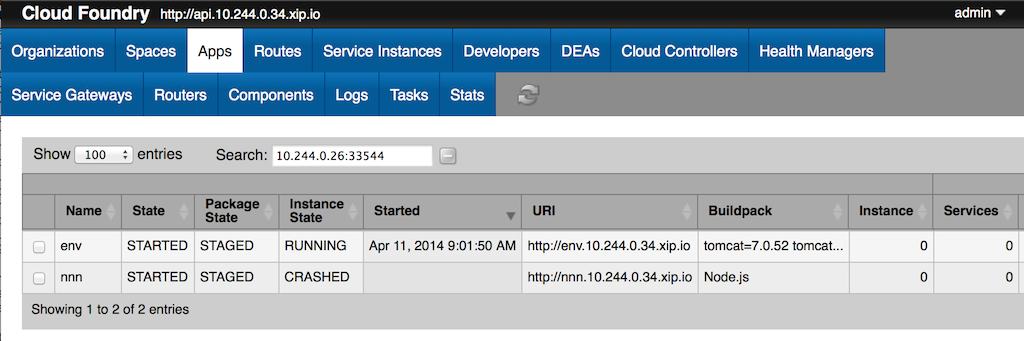 Cloud Foundry http://api.10.244.0.34.xip.io admin
Organizations Spaces Apps Routes Service Instances Developers DEAs Cloud Controllers Health Managers
Service Gateways Routers Components Logs Tasks Stats
Show 100 entries Search: 10.244.0.26:33544
Name State Package State Instance State Started URI Buildpack Instance Services
env STARTED STAGED RUNNING Apr 11, 2014 9:01:50 AM http://env.10.244.0.34.xip.io tomcat=7.0.52 tomcat... 0 0
nnn STARTED STAGED CRASHED http://nnn.10.244.0.34.xip.io Node.js 0 0
Showing 1 to 2 of 2 entries